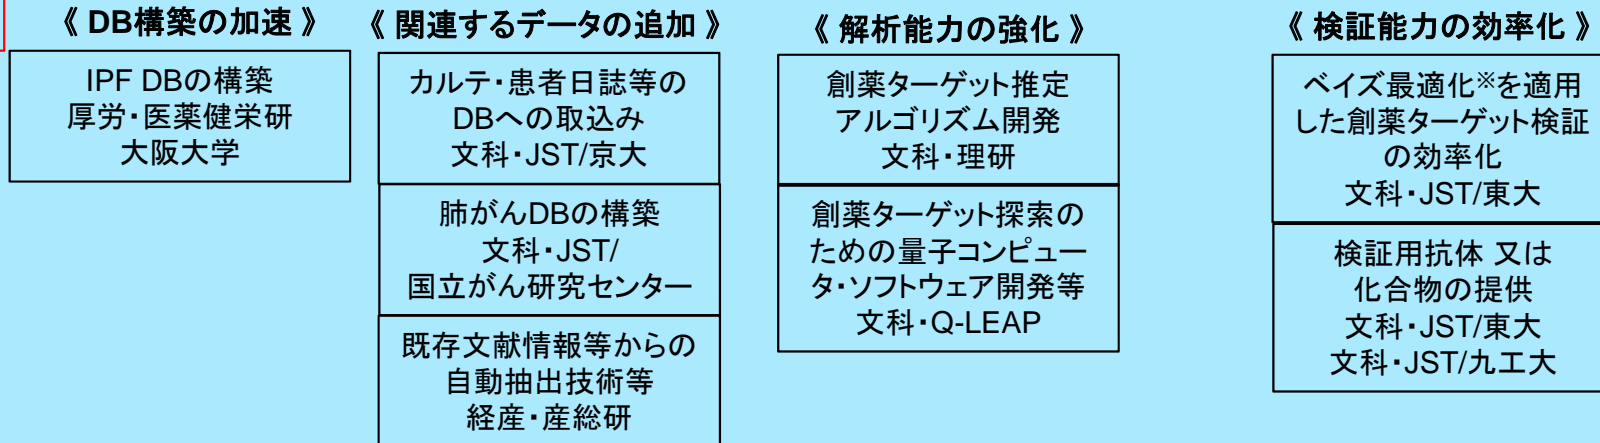 《 DB構築の加速 》
IPF DBの構築
厚労・医薬健栄研
大阪大学
《 関連するデータの追加 》
カルテ・患者日誌等の
DBへの取込み
文科・JST/京大
肺がんDBの構築
文科・JST/
国立がん研究センター
既存文献情報等からの
自動抽出技術等
経産・産総研
《 解析能力の強化 》
創薬ターゲット推定
アルゴリズム開発
文科・理研
創薬ターゲット探索の
ための量子コンピュー
タ・ソフトウェア開発等
文科・Q-LEAP
《 検証能力の効率化 》
ベイズ最適化※を適用
した創薬ターゲット検証
の効率化
文科・JST/東大
検証用抗体 又は
化合物の提供
文科・JST/東大
文科・JST/九工大